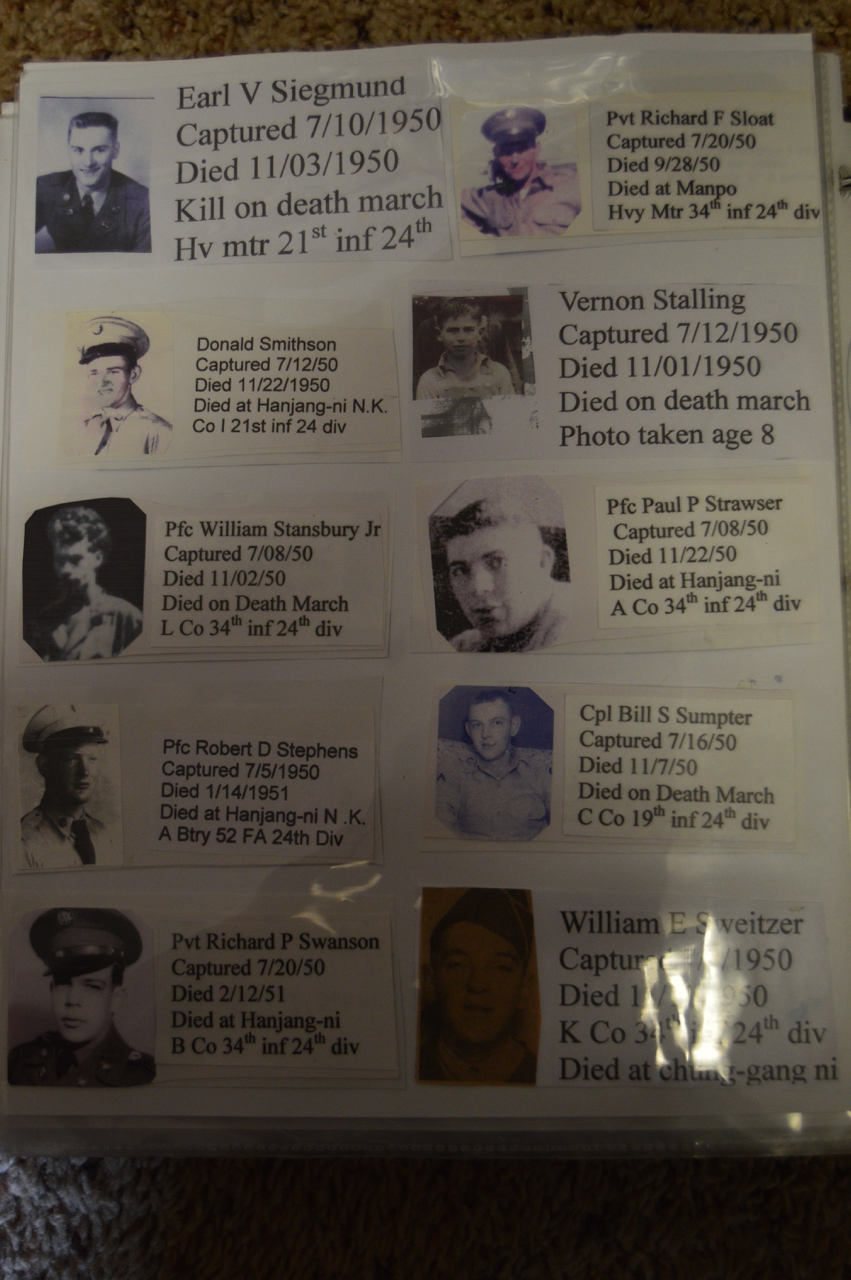 Earl V Siegmund
Captured 7/10/1950
Died 11/03/1950
Kill on death march
Hv mtr 21st inf 24th
Pvt Richard F Sloat
Captured 7/20/50
Died 9/28/50
Died at Manpo
Hvy Mtr 34th inf 24th div
Donald Smithson
Captured 7/12/50
Died 11/22/1950
Died at Hanjang-ni N.K.
Co I 21st inf 24 div
Vernon Stalling
Captured 7/12/1950
Died 11/01/1950
Died on death march
Photo taken age 8
Pfc William Stansbury Jr
Captured 7/08/50
Died 11/02/50
Died on Death March
L Co 34th inf 24th div
Pfc Paul P Strawser
Captured 7/08/50
Died 11/22/50
Died at Hanjang-ni
A Co 34th inf 24th div
Pfc Robert D Stephens
Captured 7/5/1950
Died 1/14/1951
Died at Hanjang-ni N .K.
A Btry 52 FA 24th Div
Cpl Bill S Sumpter
Captured 7/16/50
Died 11/7/50
Died on Death March
C Co 19th inf 24th div
Pvt Richard P Swanson
Captured 7/20/50
Died 2/12/51
Died at Hanjang-ni
B Co 34th inf 24th div
William E Sweitzer
Captured /1950
Died
K Co 34th inf 24th div
Died at chung-gang ni